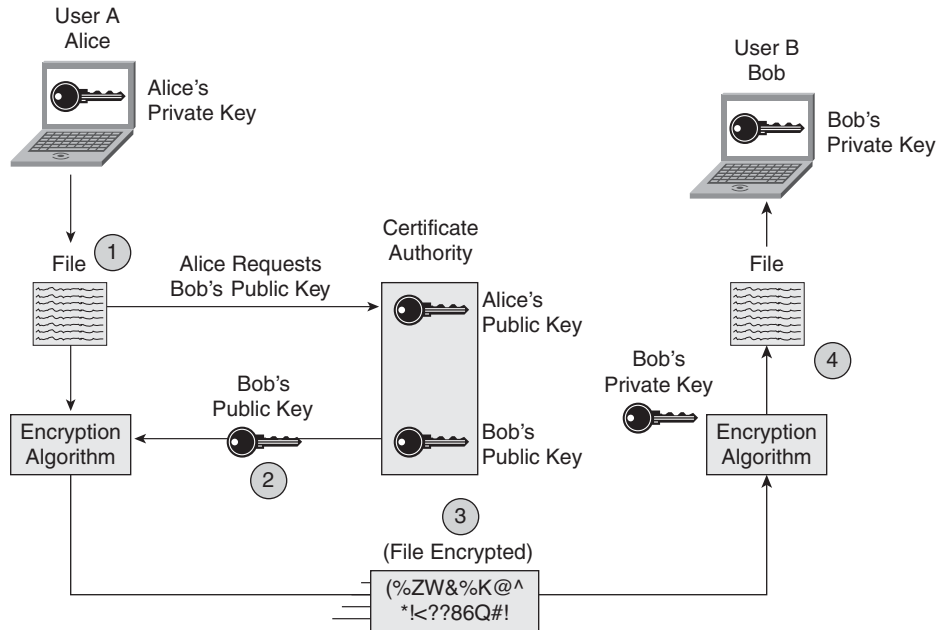 User A
Alice
Alice's
Private Key
User B
Bob
Bob's
Private Key
File
1
Alice Requests
Bob's Public Key
Certificate
Authority
Alice's
Public Key
File
4
Bob's
Private Key
Encryption
Algorithm
Bob's
Public Key
2
Bob's
Public Key
Encryption
Algorithm
3
(File Encrypted)
(%ZW&%K@^
*!<??86Q#!